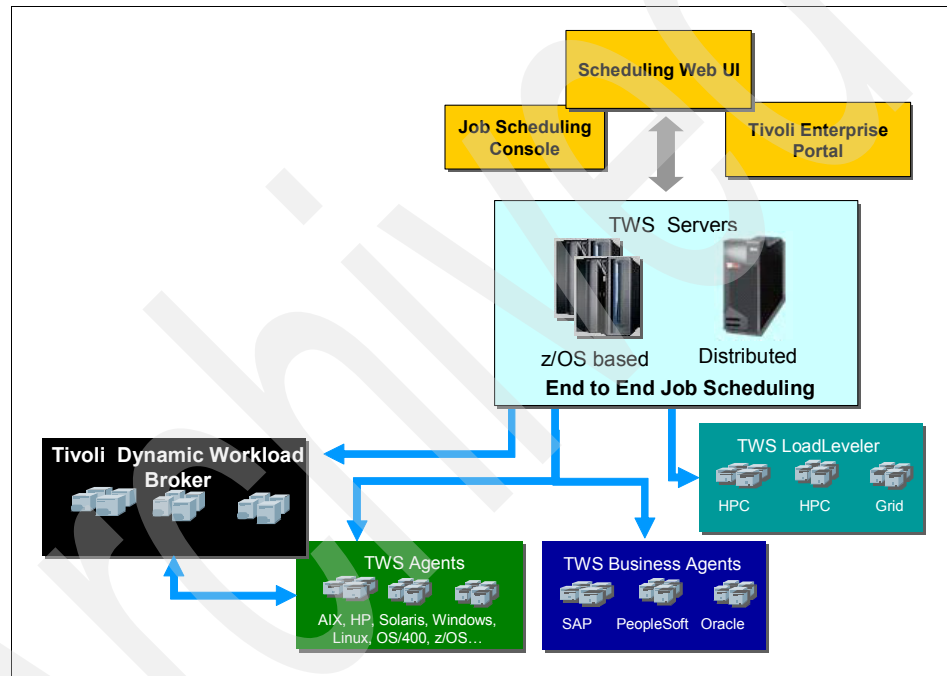 Scheduling Web UI
Job Scheduling
Console
Tivoli Enterprise
Portal
TWS Servers
z/OS based
Distributed
End to End Job Scheduling
Tivoli Dynamic Workload
Broker
TWS LoadLeveler
HPC
HPC
Grid
TWS Agents
AIX, HP, Solaris, Windows,
Linux, OS/400, z/OS…
TWS Business Agents
SAP
PeopleSoft
Oracle
Archived